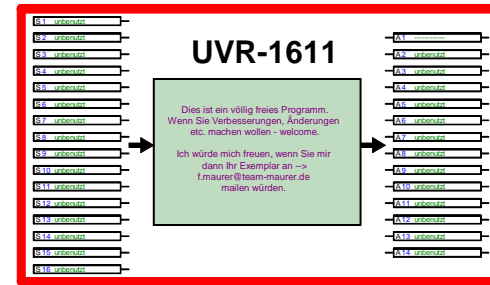 S1 unbenutzt
S2 unbenutzt
S3 unbenutzt
S4 unbenutzt
S5 unbenutzt
S6 unbenutzt
S7 unbenutzt
S8 unbenutzt
S9 unbenutzt
S10 unbenutzt
S11 unbenutzt
S12 unbenutzt
S13 unbenutzt
S14 unbenutzt
S15 unbenutzt
S16 unbenutzt
UVR-1611
Dies ist ein völlig freies Programm.
Wenn Sie Verbesserungen, Änderungen
etc. machen wollen - welcome.
Ich würde mich freuen, wenn Sie mir
dann Ihr Exemplar an -->
f.maurer@team-maurer.de
mailen würden.
A1 ------------
A2 unbenutzt
A3 unbenutzt
A4 unbenutzt
A5 unbenutzt
A6 unbenutzt
A7 unbenutzt
A8 unbenutzt
A9 unbenutzt
A10 unbenutzt
A11 unbenutzt
A12 unbenutzt
A13 unbenutzt
A14 unbenutzt